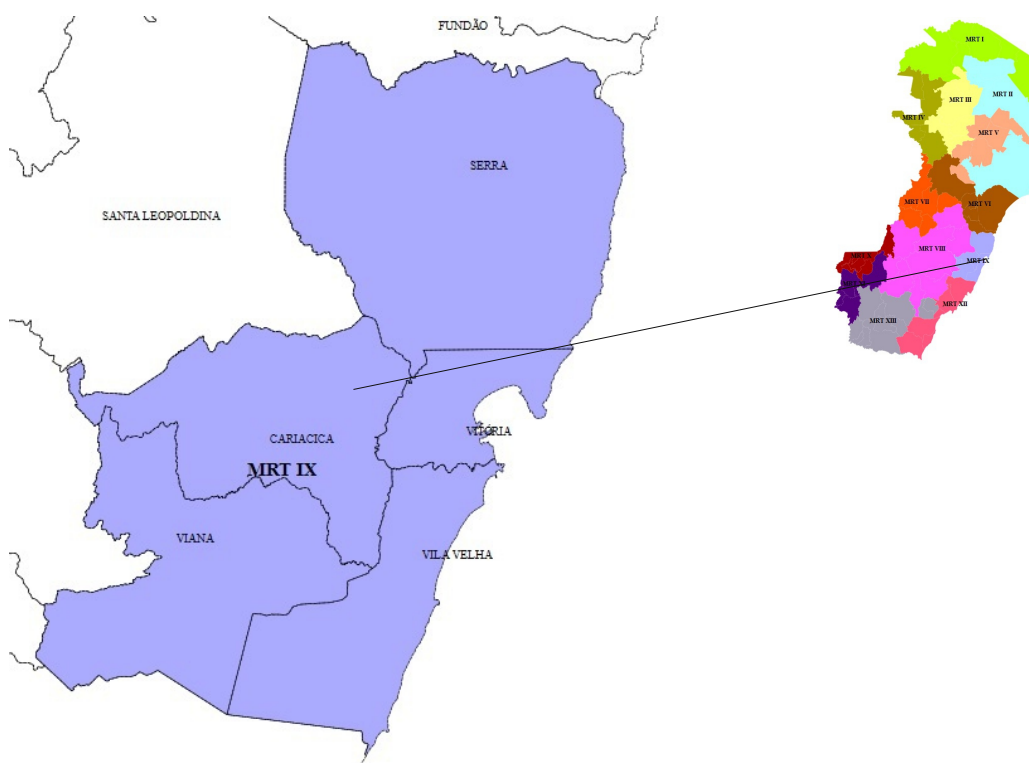 FUNDÃO
SERRA
SANTA LEOPOLDINA
VITÓRIA
CARIACICA
MRT IX
VIANA
VILA VELHA
MRT I
MRT II
MRT III
MRT IV
MRT V
MRT VI
MRT VII
MRT VIII
MRT IX
MRT X
MRT XII
MRT XIII